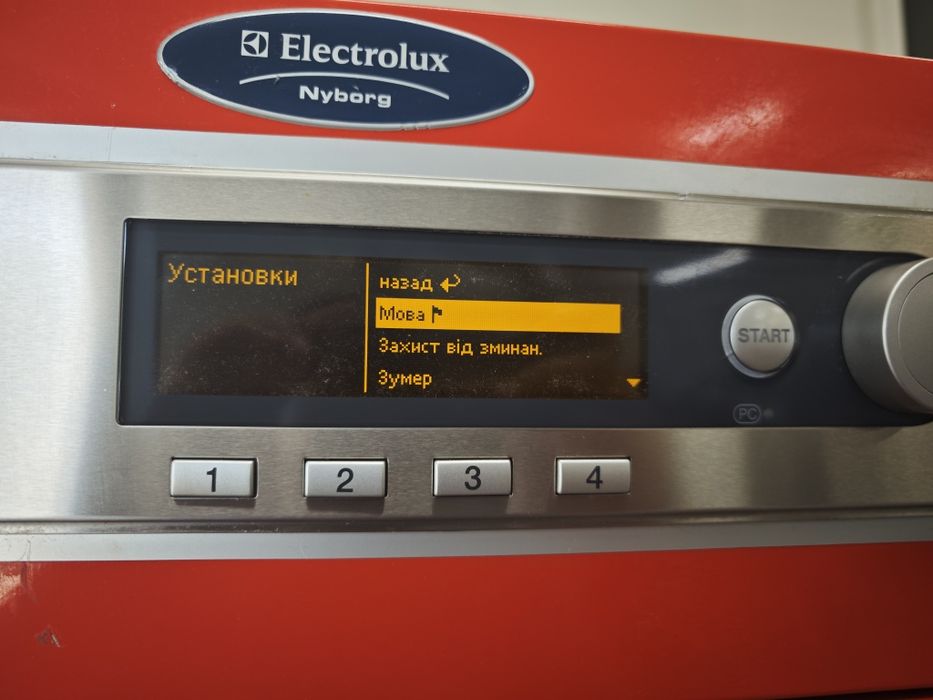 Electrolux
Nyborg
Установки
назад
Мова
Захист від зминан.
Зумер
START
PC
1 2 3 4